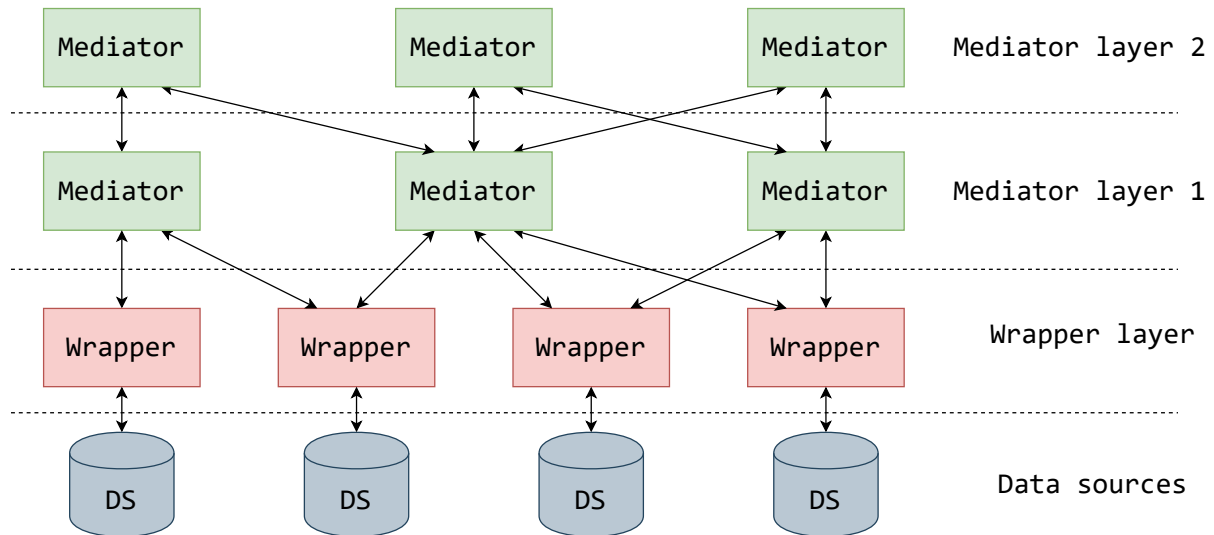 Mediator Mediator Mediator Mediator layer 2
Mediator Mediator Mediator Mediator layer 1
Wrapper Wrapper Wrapper Wrapper Wrapper layer
DS DS DS DS Data sources